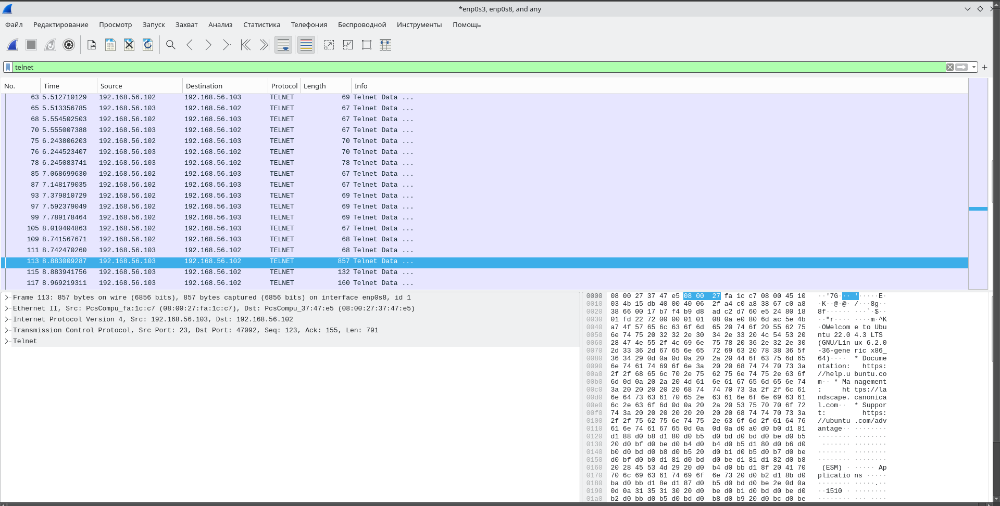 *enp0s3, enp0s8, and any
Файл Редактирование Просмотр Запуск Захват Анализ Статистика Телефония Беспроводной Инструменты Помощь
telnet
No. Time Source Destination Protocol Length Info
63 5.512710129 192.168.56.102 192.168.56.103 TELNET 69 Telnet Data ...
65 5.513356785 192.168.56.103 192.168.56.102 TELNET 67 Telnet Data ...
68 5.554502503 192.168.56.102 192.168.56.103 TELNET 67 Telnet Data ...
70 5.555007388 192.168.56.103 192.168.56.102 TELNET 67 Telnet Data ...
75 6.243806203 192.168.56.102 192.168.56.103 TELNET 70 Telnet Data ...
76 6.244523407 192.168.56.103 192.168.56.102 TELNET 70 Telnet Data ...
78 6.245083741 192.168.56.103 192.168.56.102 TELNET 78 Telnet Data ...
85 7.068699630 192.168.56.102 192.168.56.103 TELNET 67 Telnet Data ...
87 7.148179035 192.168.56.102 192.168.56.103 TELNET 67 Telnet Data ...
93 7.379810729 192.168.56.102 192.168.56.103 TELNET 69 Telnet Data ...
97 7.592379049 192.168.56.102 192.168.56.103 TELNET 69 Telnet Data ...
99 7.789178464 192.168.56.102 192.168.56.103 TELNET 69 Telnet Data ...
105 8.010404863 192.168.56.102 192.168.56.103 TELNET 67 Telnet Data ...
109 8.741567671 192.168.56.102 192.168.56.103 TELNET 68 Telnet Data ...
111 8.742470260 192.168.56.103 192.168.56.102 TELNET 68 Telnet Data ...
113 8.883009287 192.168.56.103 192.168.56.102 TELNET 857 Telnet Data ...
115 8.883941756 192.168.56.103 192.168.56.102 TELNET 132 Telnet Data ...
117 8.969219311 192.168.56.103 192.168.56.102 TELNET 160 Telnet Data ...
Frame 113: 857 bytes on wire (6856 bits), 857 bytes captured (6856 bits) on interface enp0s8, id 1
Ethernet II, Src: PcsCompu_fa:1c:c7 (08:00:27:fa:1c:c7), Dst: PcsCompu_37:47:e5 (08:00:27:37:47:e5)
Internet Protocol Version 4, Src: 192.168.56.103, Dst: 192.168.56.102
Transmission Control Protocol, Src Port: 23, Dst Port: 47092, Seq: 123, Ack: 155, Len: 791
Telnet
0000 08 00 27 37 47 e5 08 00 27 fa 1c c7 08 00 45 10 ··'7G··· '·····E·
0010 03 4b 15 db 40 00 40 06 2f a4 c0 a8 38 67 c0 a8 ·K··@·@· /···8g··
0020 38 66 00 17 b7 f4 b9 d8 ad c2 d7 60 e5 24 80 18 8f······ ···`·$··
0030 01 fd 22 72 00 00 01 01 08 0a e0 80 6d ac 5e 4b ··"r···· ····m·^K
0040 a7 4f 57 65 6c 63 6f 6d 65 20 74 6f 20 55 62 75 ·OWelcom e to Ubu
0050 6e 74 75 20 32 32 2e 30 34 2e 33 20 4c 54 53 20 ntu 22.0 4.3 LTS
0060 28 47 4e 55 2f 4c 69 6e 75 78 20 36 2e 32 2e 30 (GNU/Lin ux 6.2.0
0070 2d 33 36 2d 67 65 6e 65 72 69 63 20 78 38 36 5f -36-gene ric x86_
0080 36 34 29 0d 0a 0d 0a 20 2a 20 44 6f 63 75 6d 65 64)···· * Docume
0090 6e 74 61 74 69 6f 6e 3a 20 20 68 74 74 70 73 3a ntation: https:
00a0 2f 2f 68 65 6c 70 2e 75 62 75 6e 74 75 2e 63 6f //help.u buntu.co
00b0 6d 0d 0a 20 2a 20 4d 61 6e 61 67 65 6d 65 6e 74 m·· * Ma nagement
00c0 3a 20 20 20 20 20 68 74 74 70 73 3a 2f 2f 6c 61 : ht tps://la
00d0 6e 64 73 63 61 70 65 2e 63 61 6e 6f 6e 69 63 61 ndscape. canonica
00e0 6c 2e 63 6f 6d 0d 0a 20 2a 20 53 75 70 70 6f 72 l.com·· * Suppor
00f0 74 3a 20 20 20 20 20 20 20 20 68 74 74 70 73 3a t: https:
0100 2f 2f 75 62 75 6e 74 75 2e 63 6f 6d 2f 61 64 76 //ubuntu .com/adv
0110 61 6e 74 61 67 65 0d 0a 0d 0a d0 a0 d0 b0 d1 81 antage·· ········
0120 d1 88 d0 b8 d1 80 d0 b5 d0 bd d0 bd d0 be d0 b5 ········ ········
0130 20 d0 bf d0 be d0 b4 d0 b4 d0 b5 d1 80 d0 b6 d0 ······· ········
0140 b0 d0 bd d0 b8 d0 b5 20 d0 b1 d0 b5 d0 b7 d0 be ······· ········
0150 d0 bf d0 b0 d1 81 d0 bd d0 be d1 81 d1 82 d0 b8 ········ ········
0160 20 28 45 53 4d 29 20 d0 b4 d0 bb d1 8f 20 41 70 (ESM) · ····· Ap
0170 70 6c 69 63 61 74 69 6f 6e 73 20 d0 b2 d1 8b d0 plicatio ns ·····
0180 ba d0 bb d1 8e d1 87 d0 b5 d0 bd d0 be 2e 0d 0a ········ ·····.··
0190 0d 0a 31 35 31 30 20 d0 be d0 b1 d0 bd d0 be d0 ··1510 · ········
01a0 b2 d0 bb d0 b5 d0 bd d0 b8 d0 b9 20 d0 bc d0 be ········ ··· ····